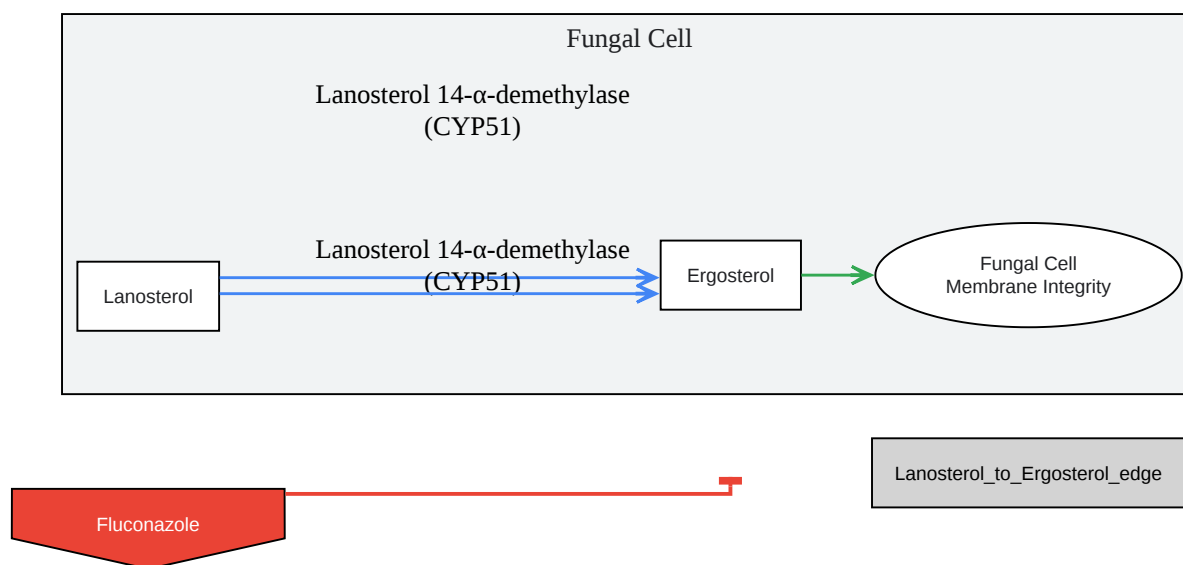 Fungal Cell
Lanosterol 14-α-demethylase
(CYP51)
Lanosterol 14-α-demethylase
(CYP51)
Lanosterol
Ergosterol
Fungal Cell
Membrane Integrity
Lanosterol_to_Ergosterol_edge
Fluconazole